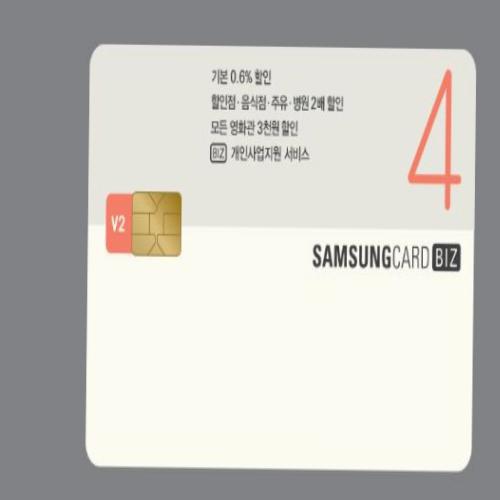 기본 0.6% 할인
할인점·음식점·주유·병원 2배 할인
모든 영화관 3천원 할인
BIZ 개인사업지원 서비스
4
V2
SAMSUNGCARD BIZ